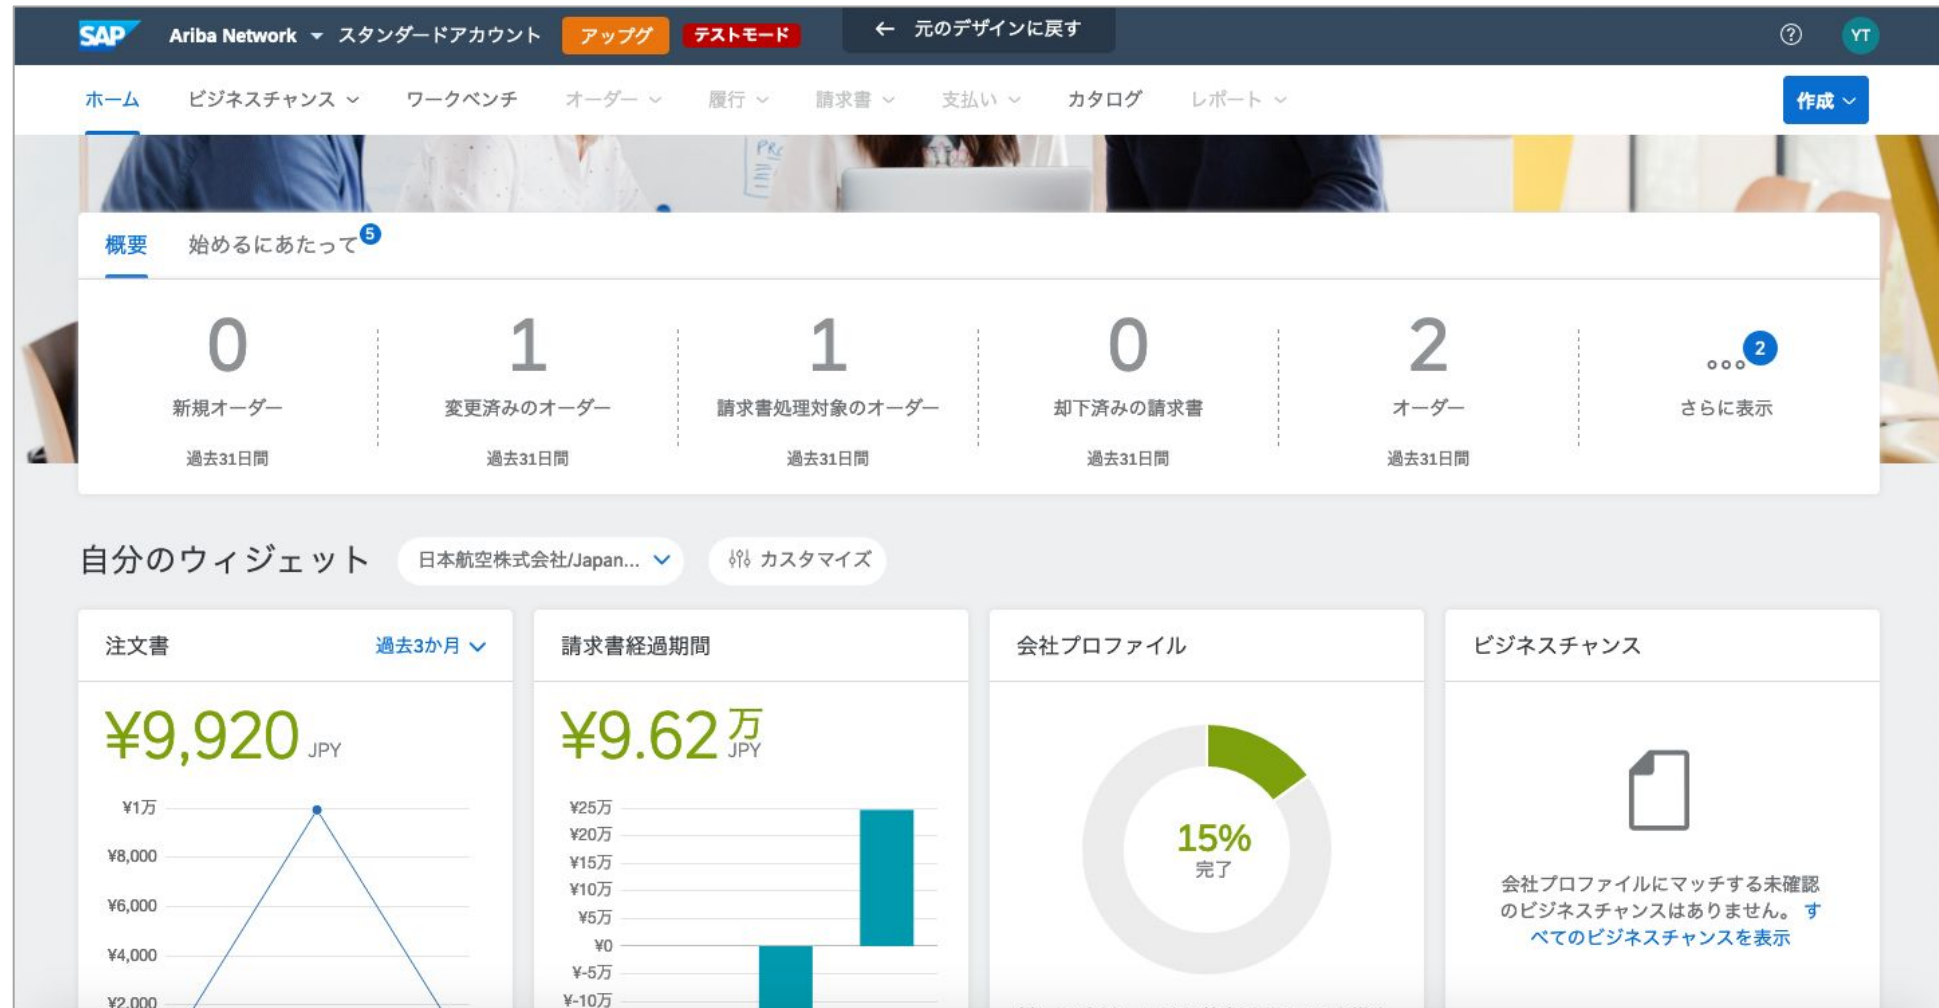 SAP Ariba Network スタンダードアカウント アップグ テストモード ← 元のデザインに戻す ? YT
ホーム ビジネスチャンス ワークベンチ オーダー 履行 請求書 支払い カタログ レポート 作成
概要 始めるにあたって 5
0 1 1 0 2 2
新規オーダー 変更済みのオーダー 請求書処理対象のオーダー 却下済みの請求書 オーダー さらに表示
過去31日間 過去31日間 過去31日間 過去31日間 過去31日間
自分のウィジェット 日本航空株式会社/Japan... カスタマイズ
注文書 過去3か月
¥9,920 JPY
¥1万
¥8,000
¥6,000
¥4,000
¥2,000
請求書経過期間
¥9.62 万 JPY
¥25万
¥20万
¥15万
¥10万
¥5万
¥0
¥-5万
¥-10万
会社プロファイル
15%
完了
ビジネスチャンス
会社プロファイルにマッチする未確認
のビジネスチャンスはありません。 す
べてのビジネスチャンスを表示